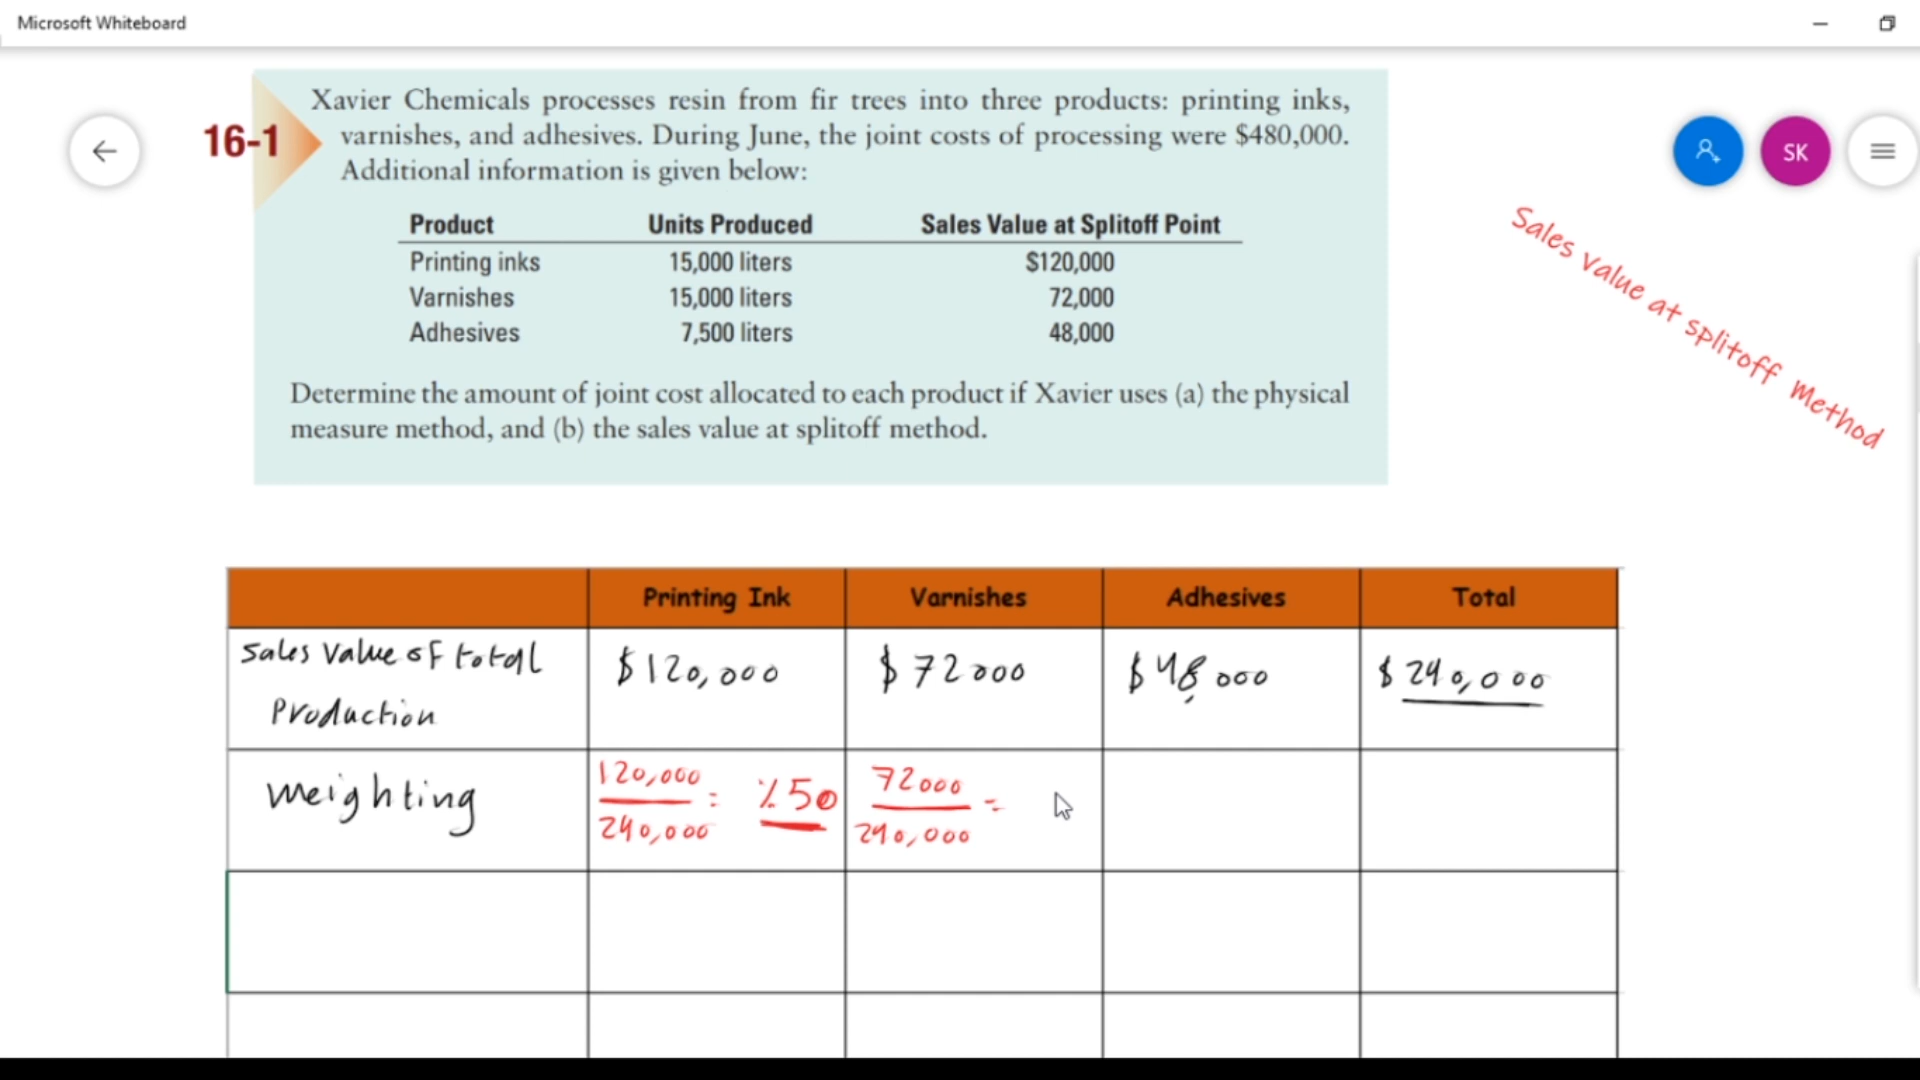 Microsoft Whiteboard
16-1
Xavier Chemicals processes resin from fir trees into three products: printing inks,
varnishes, and adhesives. During June, the joint costs of processing were $480,000.
Additional information is given below:
Product Units Produced Sales Value at Splitoff Point
Printing inks 15,000 liters $120,000
Varnishes 15,000 liters 72,000
Adhesives 7,500 liters 48,000
Determine the amount of joint cost allocated to each product if Xavier uses (a) the physical
measure method, and (b) the sales value at splitoff method.
SK
Sales value at splitoff Method
Printing Ink Varnishes Adhesives Total
Sales Value of total
Production
$120,000 $72000 $48,000 $240,000
Weighting
120,000
240,000
= %50
72000
240,000
=